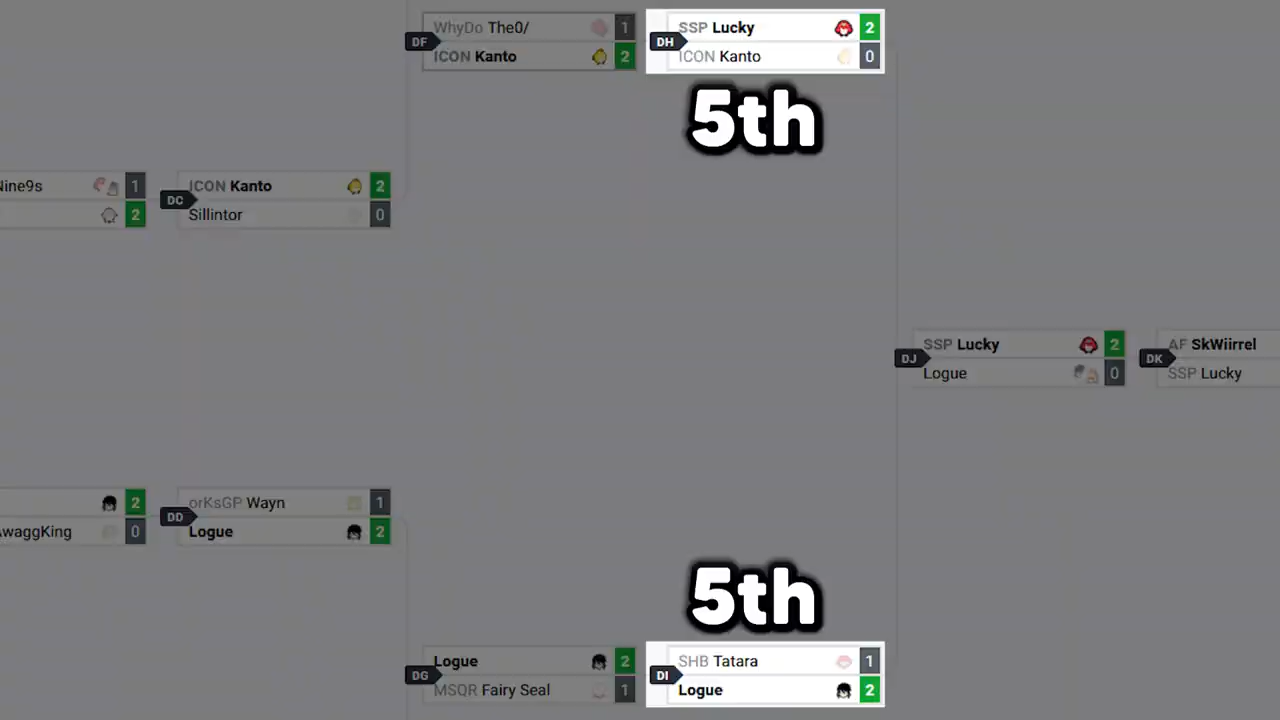 WhyDo The0/ 1
DF
ICON Kanto 2
SSP Lucky 2
DH
ICON Kanto 0
5th
Nine9s 1
2
ICON Kanto 2
DC
Sillintor 0
SSP Lucky 2
DJ
Logue 0
AF SkWiirrel
DK
SSP Lucky
2
AwaggKing 0
orKsGP Wayn 1
DD
Logue 2
5th
Logue 2
DG
MSQR Fairy Seal 1
SHB Tatara 1
DI
Logue 2